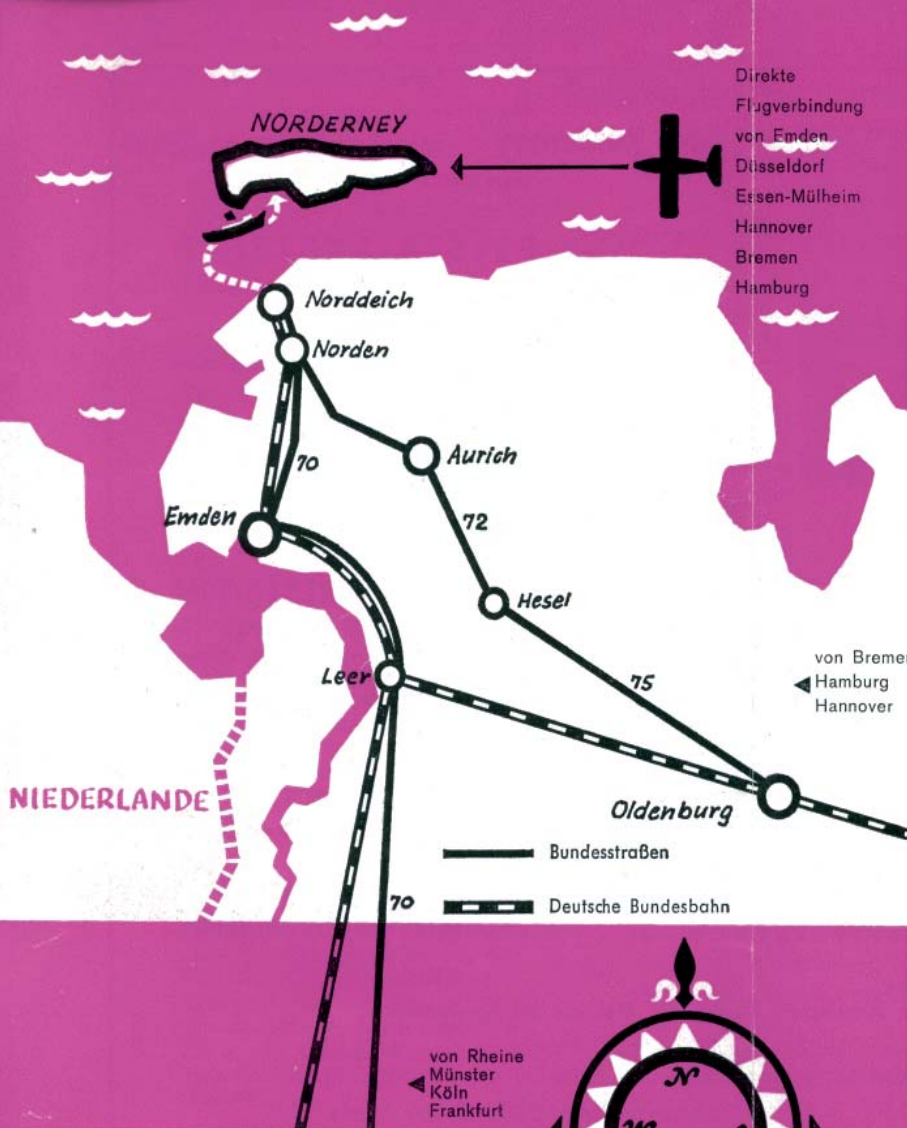 NORDERNEY
Direkte
Flugverbindung
von Emden
Düsseldorf
Essen-Mülheim
Hannover
Bremen
Hamburg
Norddeich
Norden
70
Aurich
Emden
72
Hesel
Leer
75
von Bremen
Hamburg
Hannover
NIEDERLANDE
Oldenburg
Bundesstraßen
70
Deutsche Bundesbahn
von Rheine
Münster
Köln
Frankfurt
N